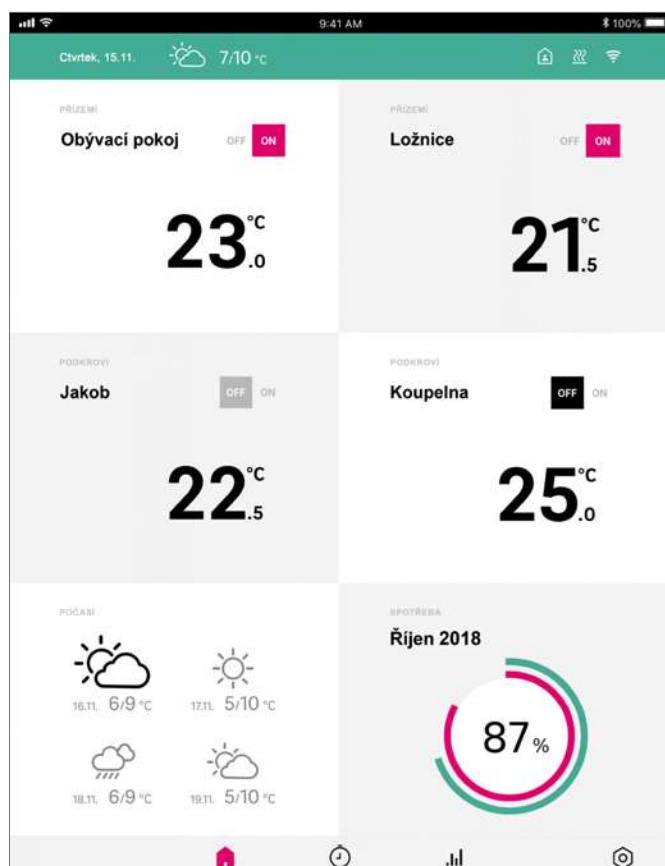 9:41 AM
100%
Čtvrtek, 15.11.
7/10 °C
PŘÍZEMÍ
Obývací pokoj
OFF ON
23.0 °C
PŘÍZEMÍ
Ložnice
OFF ON
21.5 °C
PODKROVÍ
Jakob
OFF ON
22.5 °C
PODKROVÍ
Koupelna
OFF ON
25.0 °C
POČASÍ
16.11. 6/9 °C
17.11. 5/10 °C
18.11. 6/9 °C
19.11. 5/10 °C
SPOTŘEBA
Říjen 2018
87%